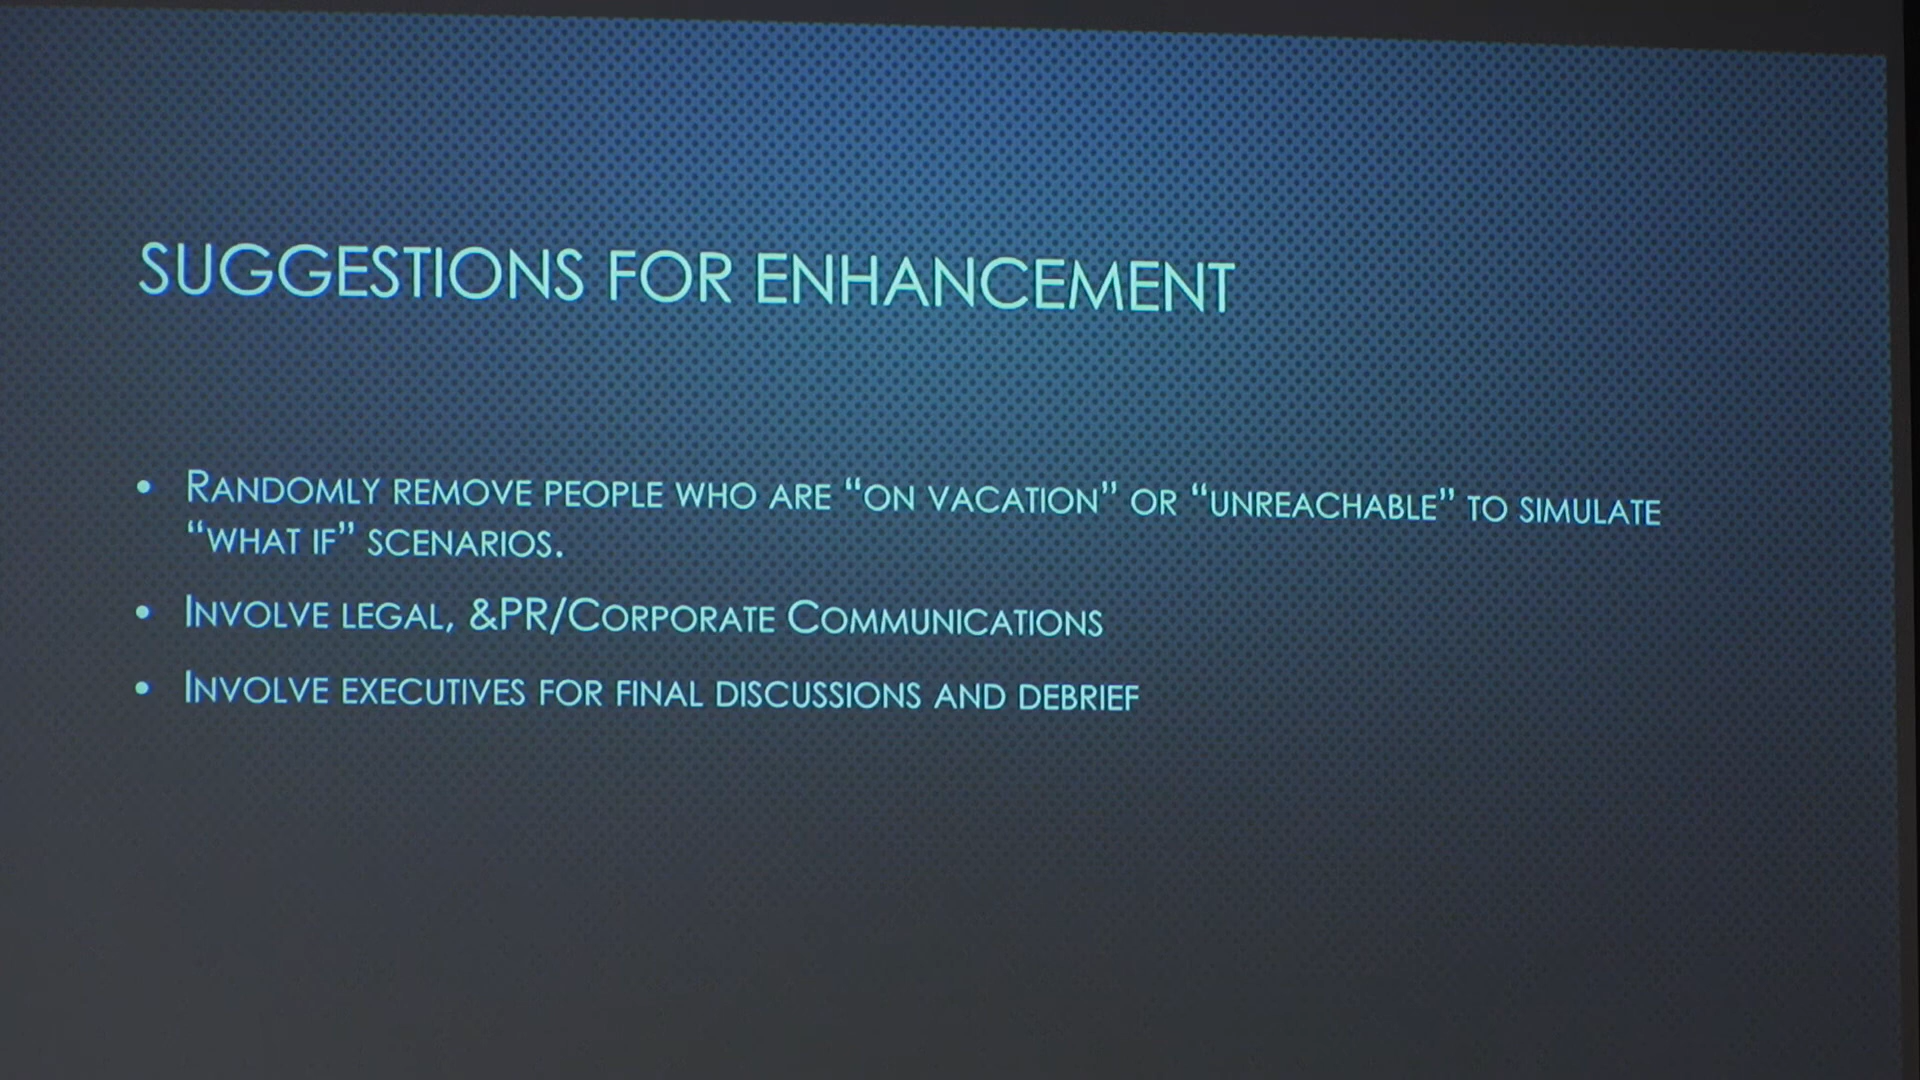 SUGGESTIONS FOR ENHANCEMENT
• RANDOMLY REMOVE PEOPLE WHO ARE “ON VACATION” OR “UNREACHABLE” TO SIMULATE
“WHAT IF” SCENARIOS.
• INVOLVE LEGAL, &PR/CORPORATE COMMUNICATIONS
• INVOLVE EXECUTIVES FOR FINAL DISCUSSIONS AND DEBRIEF